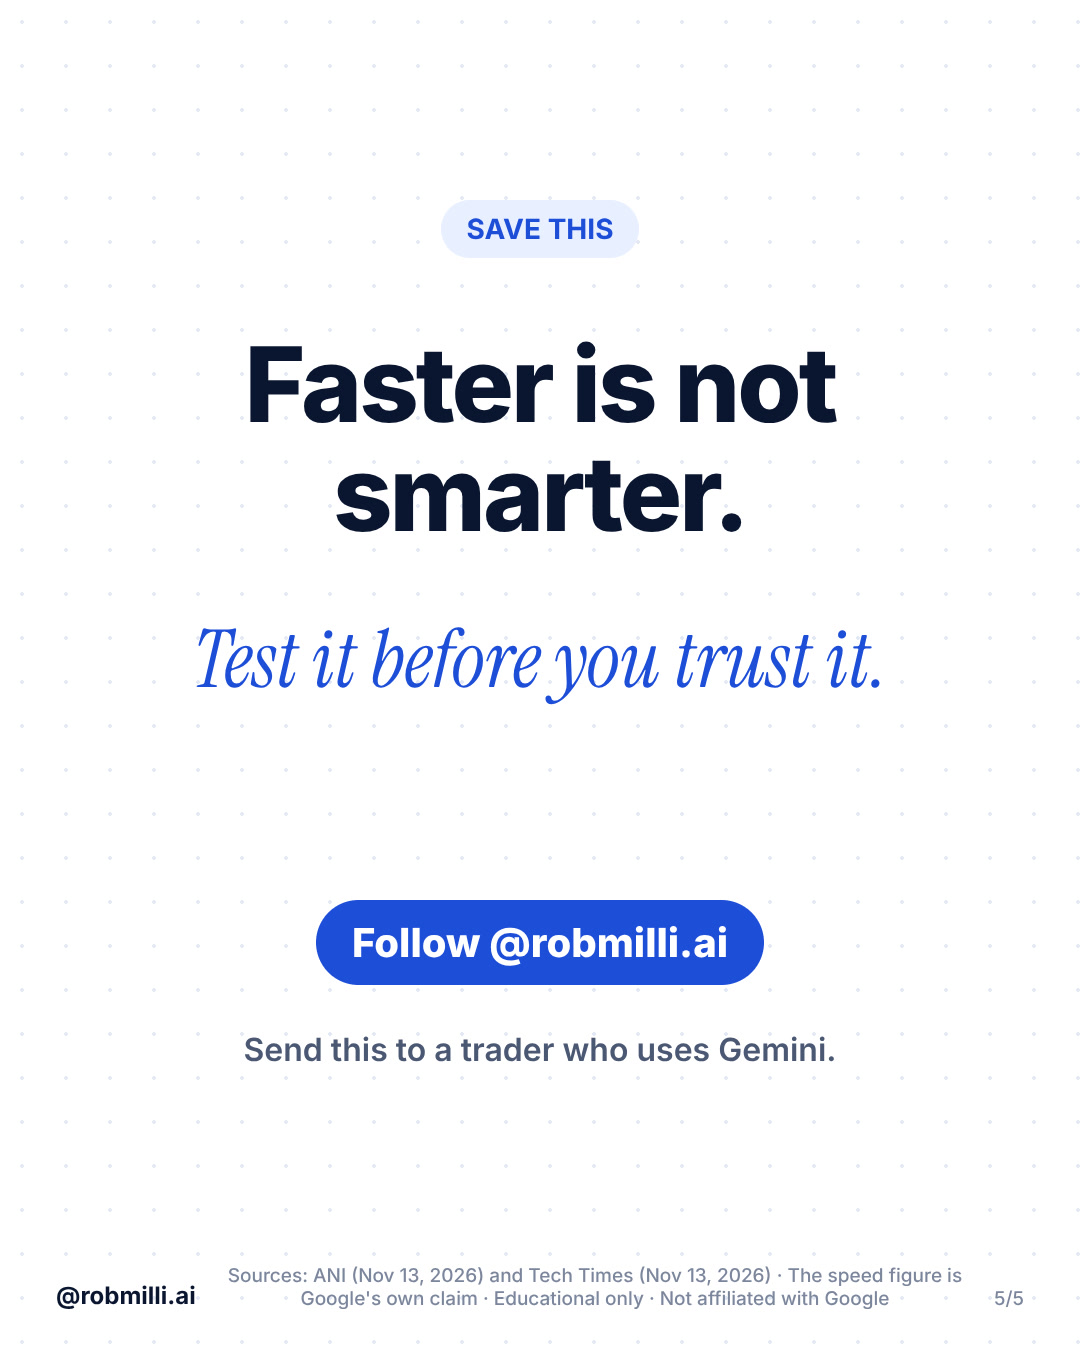 SAVE THIS
Faster is not
smarter.
Test it before you trust it.
Follow @robmilli.ai
Send this to a trader who uses Gemini.
@robmilli.ai
Sources: ANI (Nov 13, 2026) and Tech Times (Nov 13, 2026) · The speed figure is
Google's own claim · Educational only · Not affiliated with Google
5/5